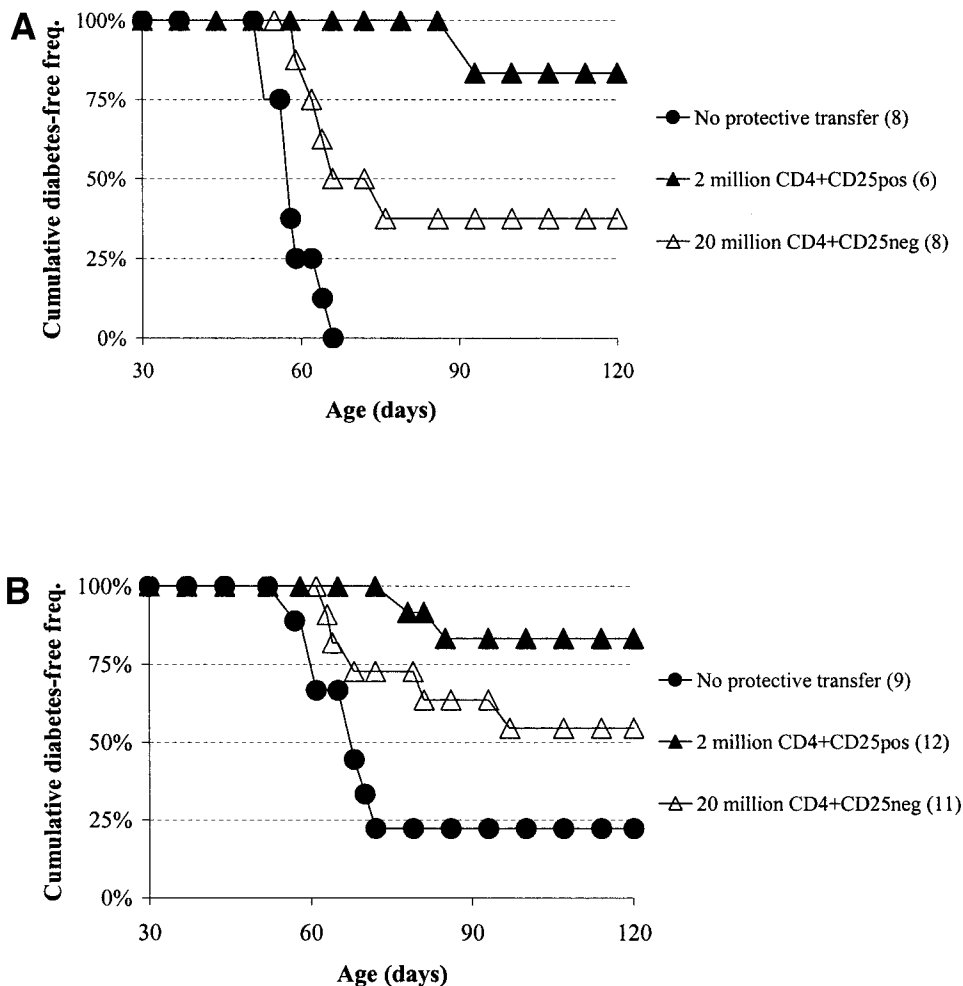 A
Cumulative diabetes-free freq.
100%
75%
50%
25%
0%
30 60 90 120
Age (days)
No protective transfer (8)
2 million CD4+CD25pos (6)
20 million CD4+CD25neg (8)
B
Cumulative diabetes-free freq.
100%
75%
50%
25%
0%
30 60 90 120
Age (days)
No protective transfer (9)
2 million CD4+CD25pos (12)
20 million CD4+CD25neg (11)